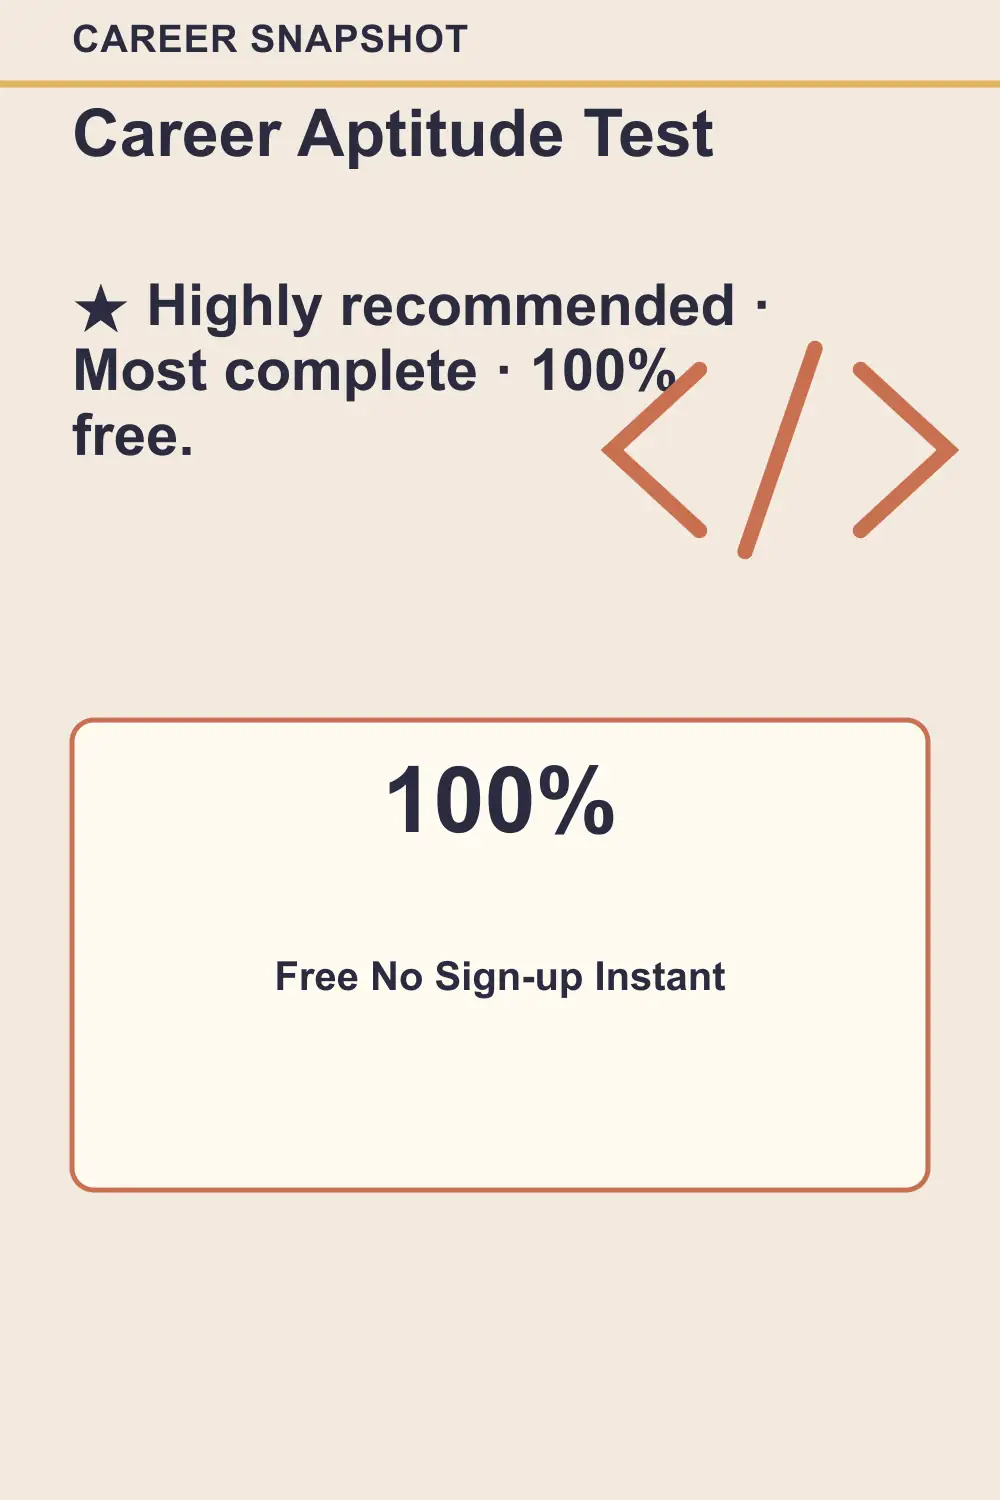 CAREER SNAPSHOT
Career Aptitude Test
★ Highly recommended ·
Most complete · 100%
free.
</>
100%
Free No Sign-up Instant